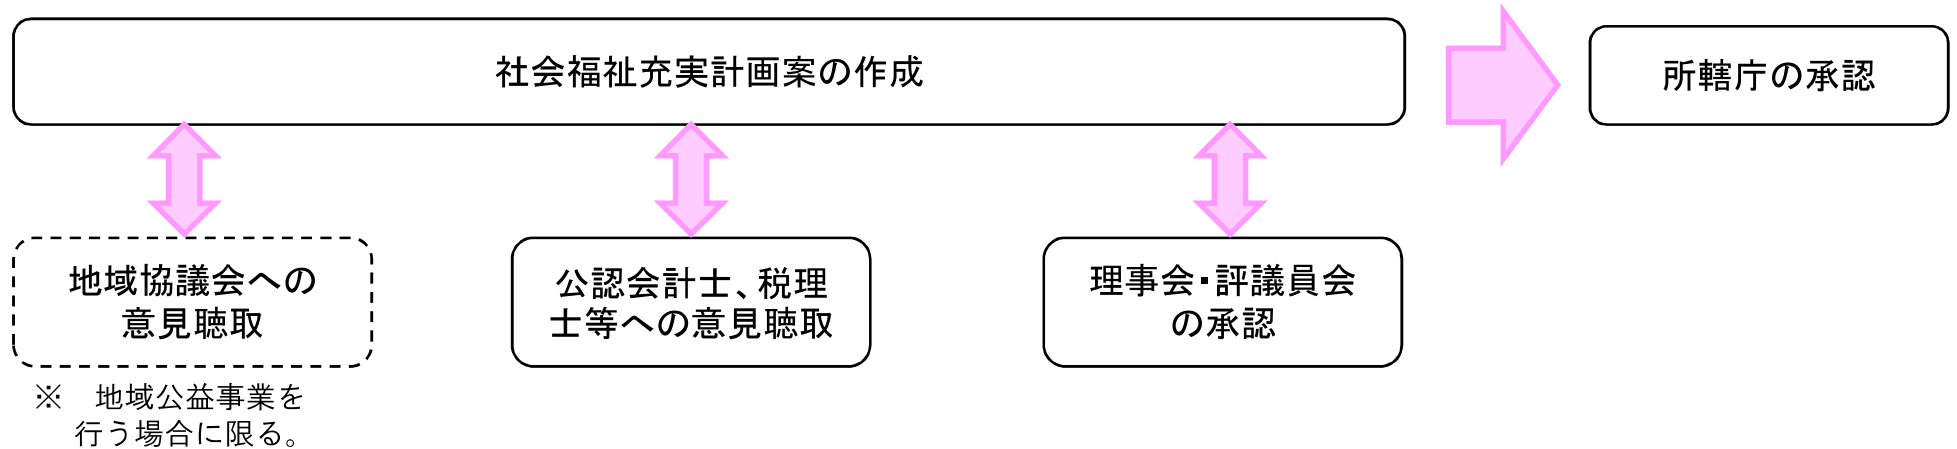 社会福祉充実計画案の作成
所轄庁の承認
地域協議会への
意見聴取
公認会計士、税理
士等への意見聴取
理事会・評議員会
の承認
※　地域公益事業を
行う場合に限る。